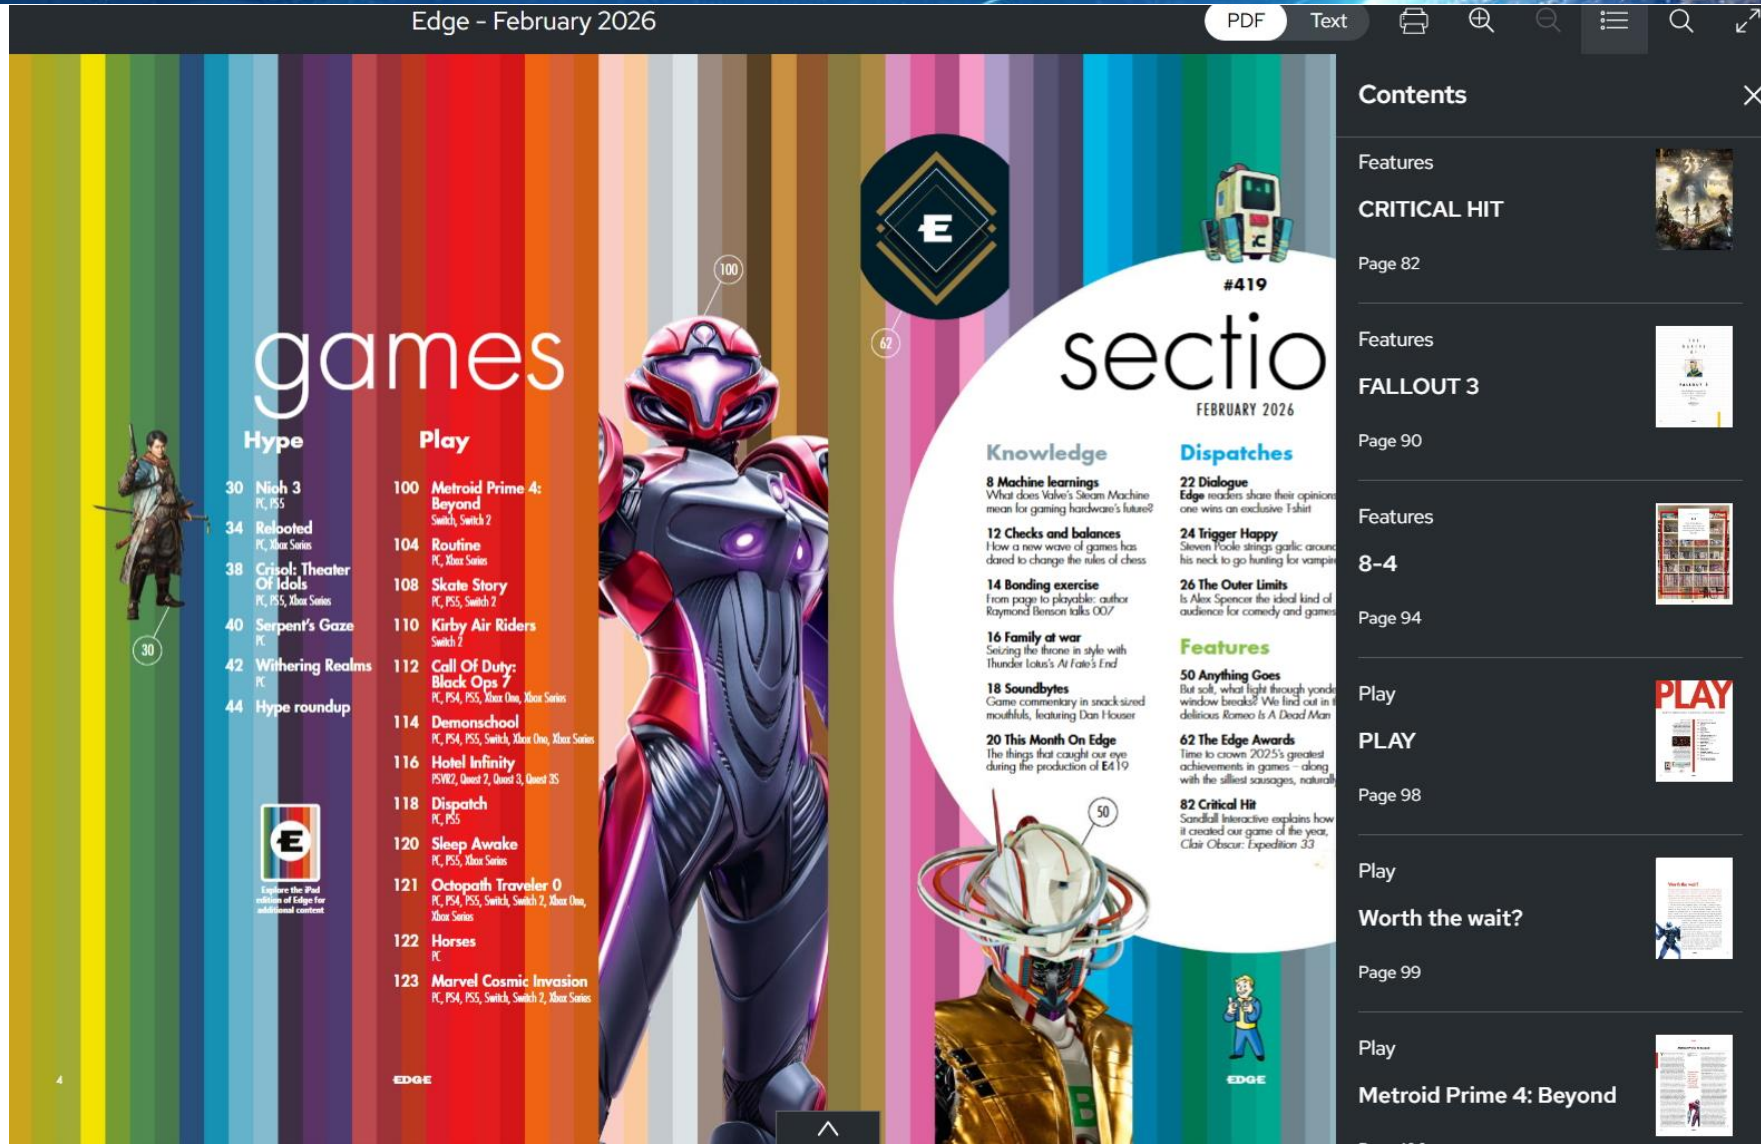 Edge - February 2026
PDF
Text
games
Hype
30 Nioh 3
PC, PS5
34 Relooted
PC, Xbox Series
38 Crisol: Theater
Of Idols
PC, PS5, Xbox Series
40 Serpent's Gaze
PC
42 Withering Realms
PC
44 Hype roundup
30
E
Explore the iPad
edition of Edge for
additional content
4
Play
100 Metroid Prime 4:
Beyond
Switch, Switch 2
104 Routine
PC, Xbox Series
108 Skate Story
PC, PS5, Switch 2
110 Kirby Air Riders
Switch 2
112 Call Of Duty:
Black Ops 7
PC, PS4, PS5, Xbox One, Xbox Series
114 Demonschool
PC, PS4, PS5, Switch, Xbox One, Xbox Series
116 Hotel Infinity
PSVR2, Quest 2, Quest 3, Quest 3S
118 Dispatch
PC, PS5
120 Sleep Awake
PC, PS5, Xbox Series
121 Octopath Traveler 0
PC, PS4, PS5, Switch, Switch 2, Xbox One,
Xbox Series
122 Horses
PC
123 Marvel Cosmic Invasion
PC, PS4, PS5, Switch, Switch 2, Xbox Series
EDGE
100
E
62
#419
sectio
FEBRUARY 2026
Knowledge
8 Machine learnings
What does Valve's Steam Machine
mean for gaming hardware's future?
12 Checks and balances
How a new wave of games has
dared to change the rules of chess
14 Bonding exercise
From page to playable: author
Raymond Benson talks 007
16 Family at war
Seizing the throne in style with
Thunder Lotus's At Fate's End
18 Soundbytes
Game commentary in snack-sized
mouthfuls, featuring Dan Houser
20 This Month On Edge
The things that caught our eye
during the production of E419
50
Dispatches
22 Dialogue
Edge readers share their opinions
one wins an exclusive T-shirt
24 Trigger Happy
Steven Poole strings garlic around
his neck to go hunting for vampire
26 The Outer Limits
Is Alex Spencer the ideal kind of
audience for comedy and games
Features
50 Anything Goes
But soft, what light through yonde
window breaks? We find out in t
delirious Romeo Is A Dead Man
62 The Edge Awards
Time to crown 2025's greatest
achievements in games – along
with the silliest sausages, naturall
82 Critical Hit
Sandfall Interactive explains how
it created our game of the year,
Clair Obscur: Expedition 33
B
EDGE
Contents
Features
CRITICAL HIT
Page 82
Features
FALLOUT 3
Page 90
Features
8-4
Page 94
Play
PLAY
Page 98
PLAY
Play
Worth the wait?
Page 99
Play
Metroid Prime 4: Beyond